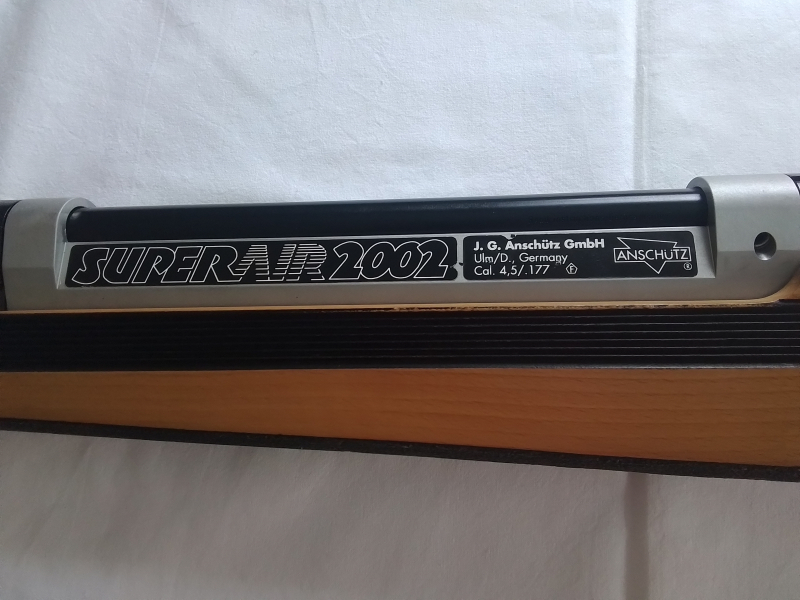 SUPERAIR 2002
J. G. Anschütz GmbH
Ulm/D., Germany
Cal. 4,5/.177 Ⓕ
ANSCHÜTZ ®